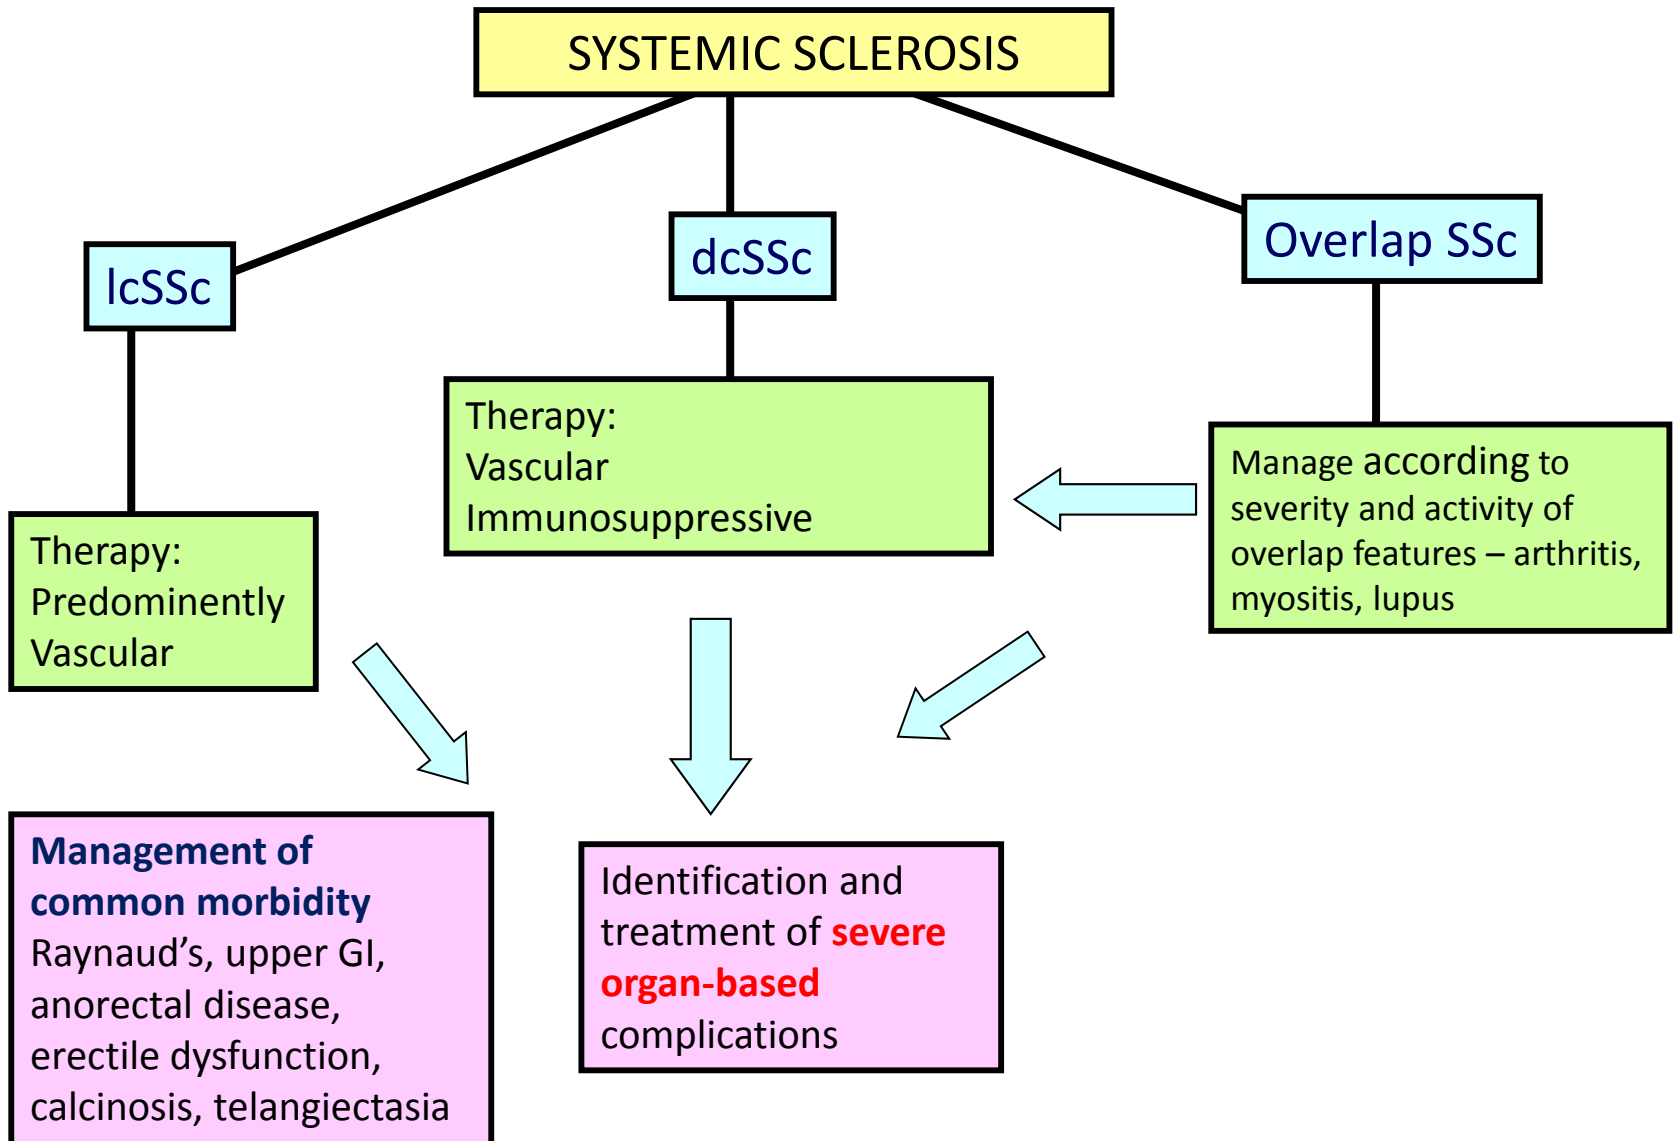 SYSTEMIC SCLEROSIS
lcSSc
dcSSc
Overlap SSc
Therapy:
Predominently
Vascular
Therapy:
Vascular
Immunosuppressive
Manage according to
severity and activity of
overlap features – arthritis,
myositis, lupus
Management of
common morbidity
Raynaud’s, upper GI,
anorectal disease,
erectile dysfunction,
calcinosis, telangiectasia
Identification and
treatment of severe
organ-based
complications